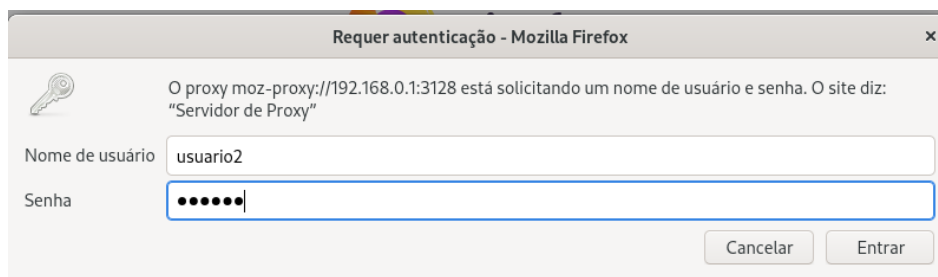 Requer autenticação - Mozilla Firefox
O proxy moz-proxy://192.168.0.1:3128 está solicitando um nome de usuário e senha. O site diz:
“Servidor de Proxy”
Nome de usuário usuario2
Senha ••••••
Cancelar Entrar